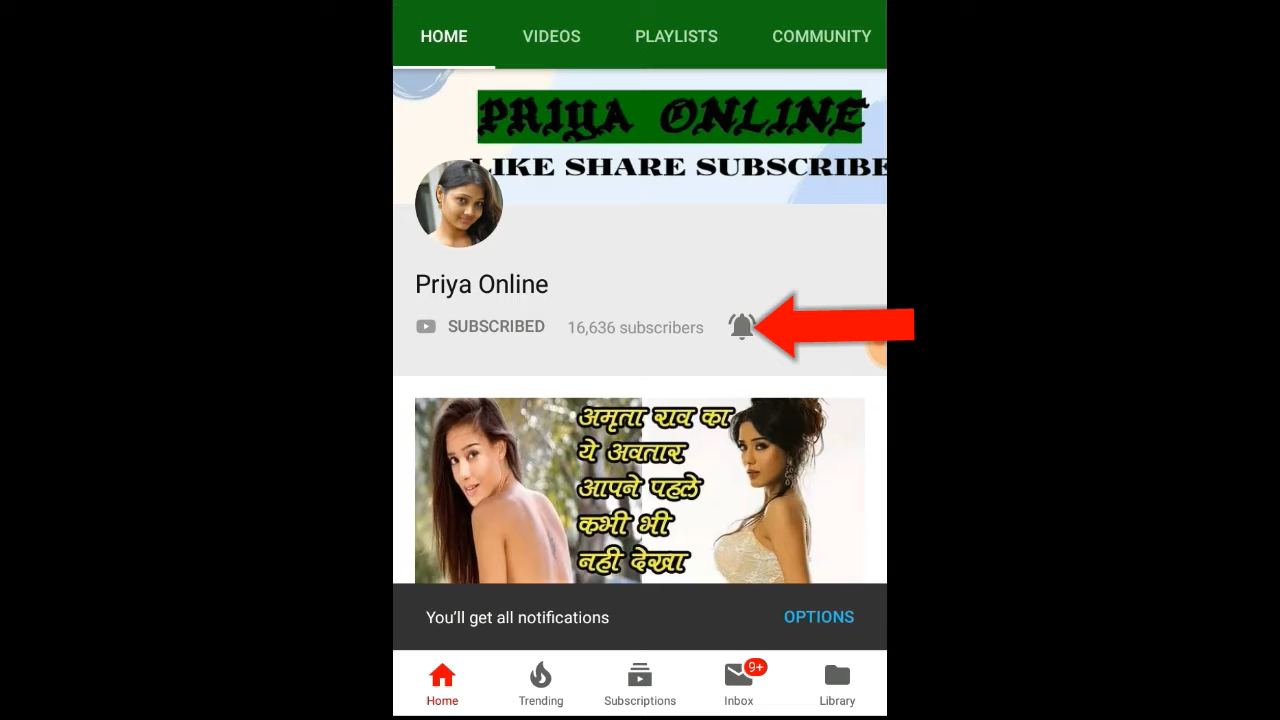 HOME VIDEOS PLAYLISTS COMMUNITY
PRIYA ONLINE
LIKE SHARE SUBSCRIBE
Priya Online
SUBSCRIBED 16,636 subscribers
अमृता राव का
ये अवतार
आपने पहले
कभी भी
नही देखा
You'll get all notifications OPTIONS
9+
Home Trending Subscriptions Inbox Library